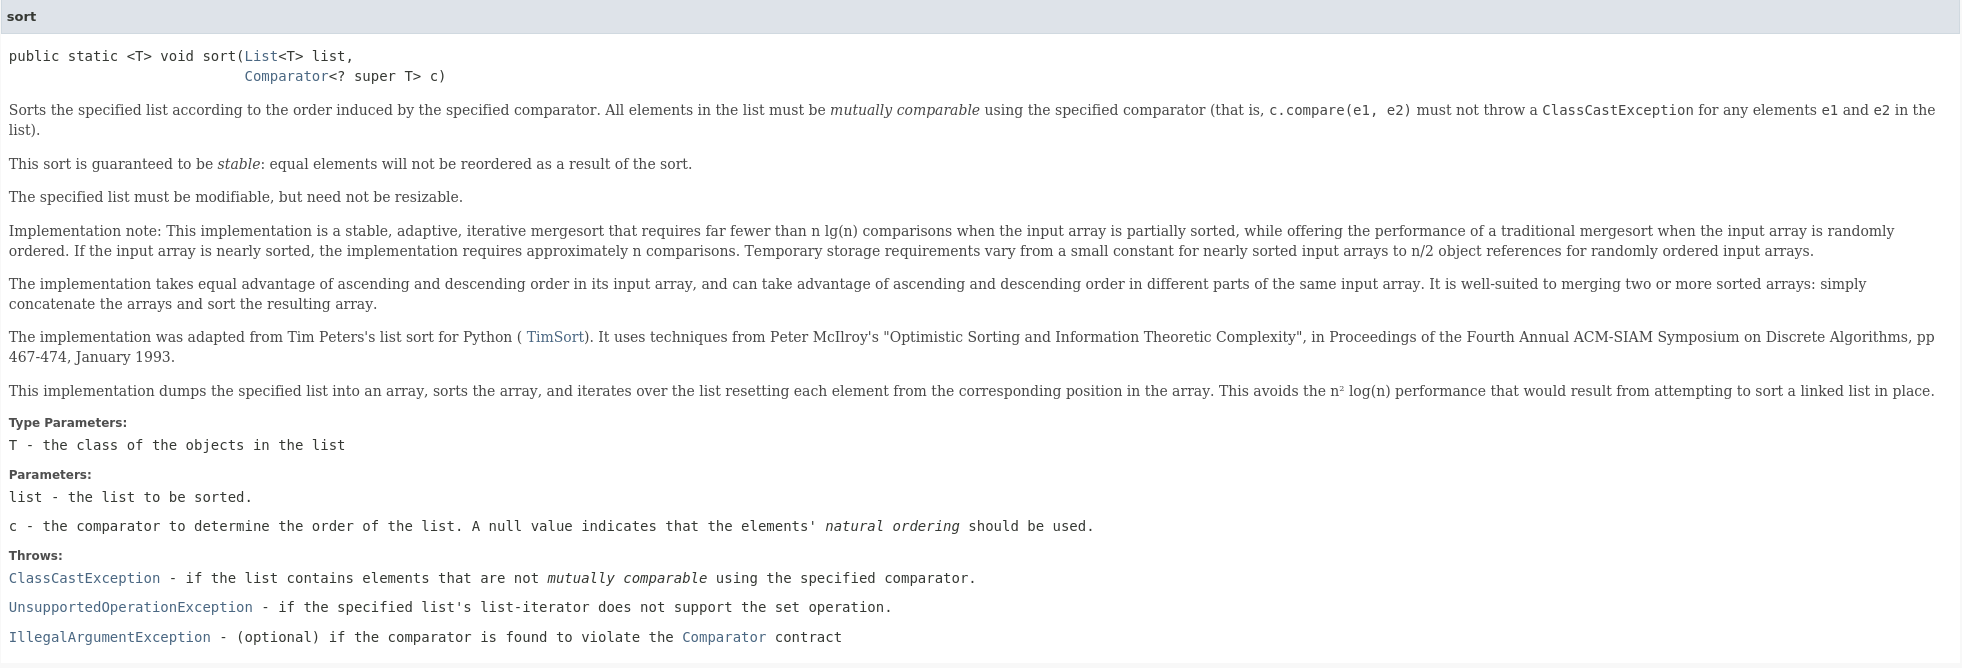 sort
public static <T> void sort(List<T> list,
                            Comparator<? super T> c)
Sorts the specified list according to the order induced by the specified comparator. All elements in the list must be mutually comparable using the specified comparator (that is, c.compare(e1, e2) must not throw a ClassCastException for any elements e1 and e2 in the
list).
This sort is guaranteed to be stable: equal elements will not be reordered as a result of the sort.
The specified list must be modifiable, but need not be resizable.
Implementation note: This implementation is a stable, adaptive, iterative mergesort that requires far fewer than n lg(n) comparisons when the input array is partially sorted, while offering the performance of a traditional mergesort when the input array is randomly
ordered. If the input array is nearly sorted, the implementation requires approximately n comparisons. Temporary storage requirements vary from a small constant for nearly sorted input arrays to n/2 object references for randomly ordered input arrays.
The implementation takes equal advantage of ascending and descending order in its input array, and can take advantage of ascending and descending order in different parts of the same input array. It is well-suited to merging two or more sorted arrays: simply
concatenate the arrays and sort the resulting array.
The implementation was adapted from Tim Peters's list sort for Python ( TimSort). It uses techniques from Peter McIlroy's "Optimistic Sorting and Information Theoretic Complexity", in Proceedings of the Fourth Annual ACM-SIAM Symposium on Discrete Algorithms, pp
467-474, January 1993.
This implementation dumps the specified list into an array, sorts the array, and iterates over the list resetting each element from the corresponding position in the array. This avoids the n² log(n) performance that would result from attempting to sort a linked list in place.
Type Parameters:
T - the class of the objects in the list
Parameters:
list - the list to be sorted.
c - the comparator to determine the order of the list. A null value indicates that the elements' natural ordering should be used.
Throws:
ClassCastException - if the list contains elements that are not mutually comparable using the specified comparator.
UnsupportedOperationException - if the specified list's list-iterator does not support the set operation.
IllegalArgumentException - (optional) if the comparator is found to violate the Comparator contract